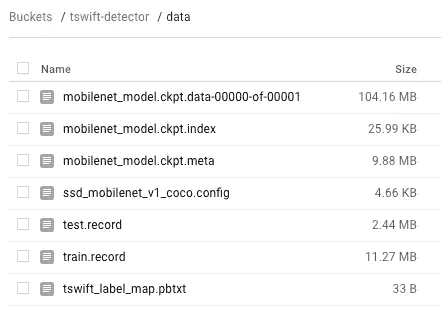 Buckets / tswift-detector / data
Name Size
mobilenet_model.ckpt.data-00000-of-00001 104.16 MB
mobilenet_model.ckpt.index 25.99 KB
mobilenet_model.ckpt.meta 9.88 MB
ssd_mobilenet_v1_coco.config 4.66 KB
test.record 2.44 MB
train.record 11.27 MB
tswift_label_map.pbtxt 33 B